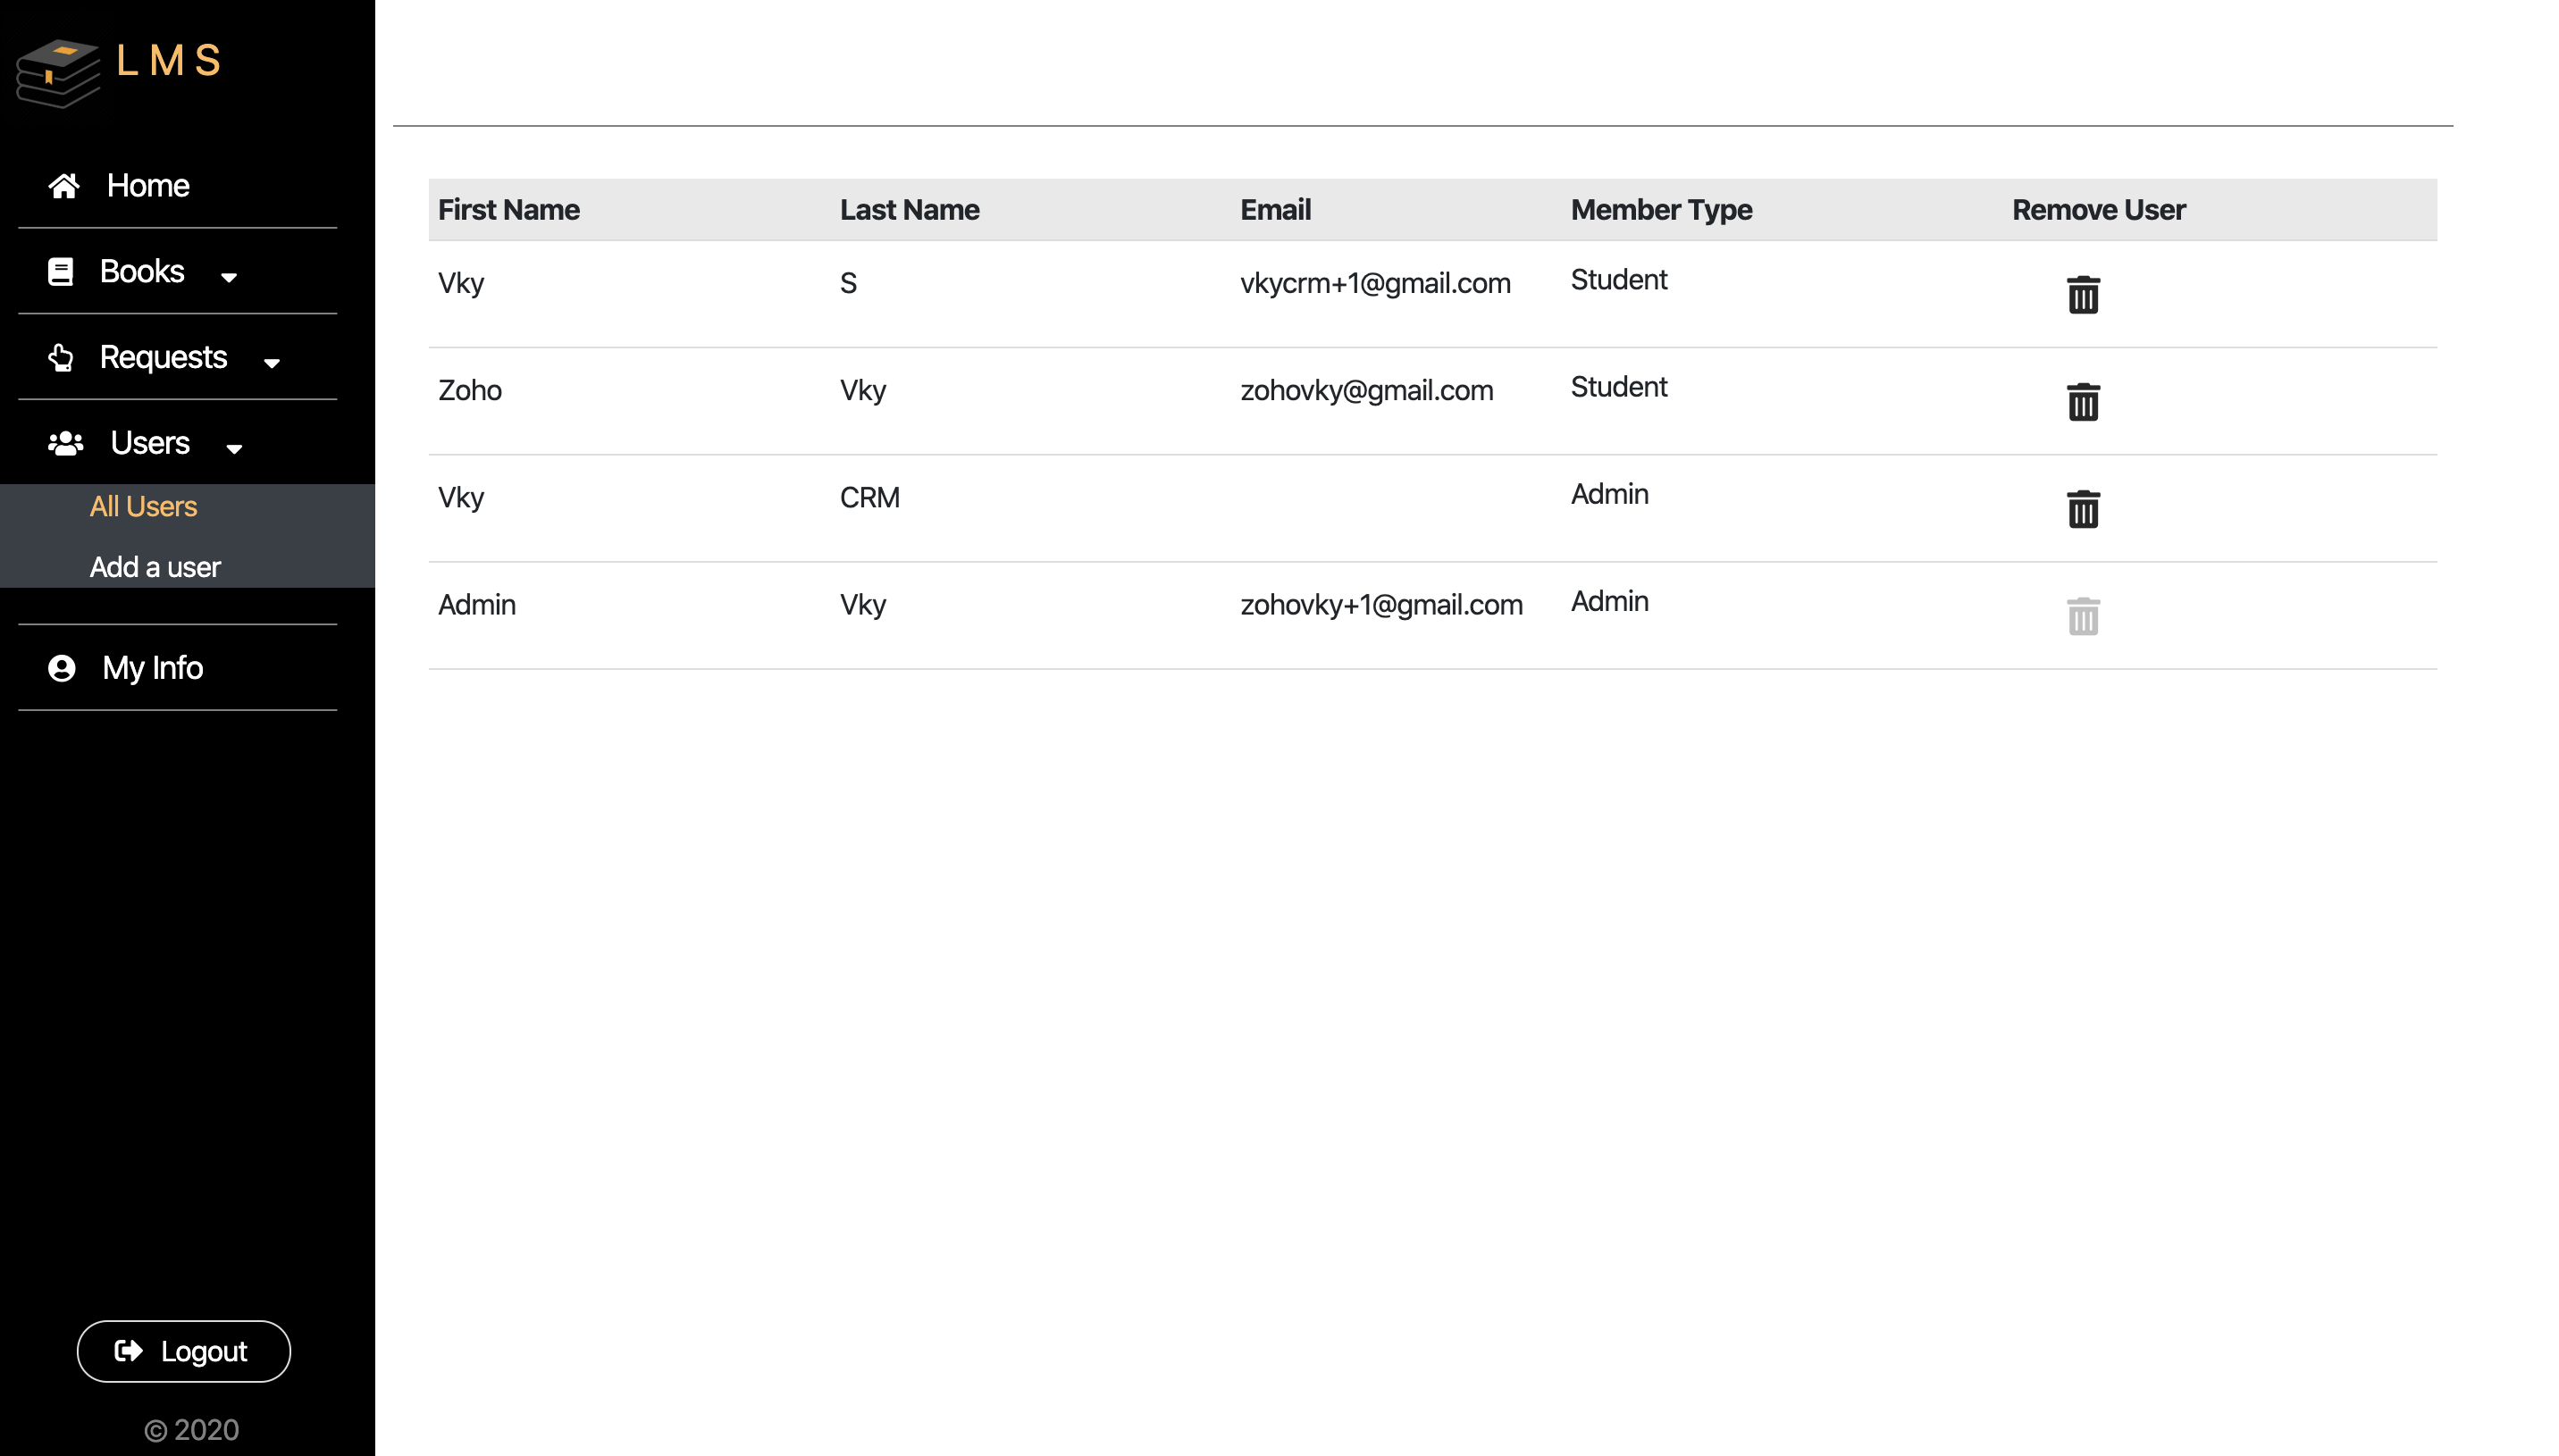 LMS
Home
Books
Requests
Users
All Users
Add a user
My Info
Logout
© 2020
First Name Last Name Email Member Type Remove User
Vky S vkycrm+1@gmail.com Student
Zoho Vky zohovky@gmail.com Student
Vky CRM Admin
Admin Vky zohovky+1@gmail.com Admin